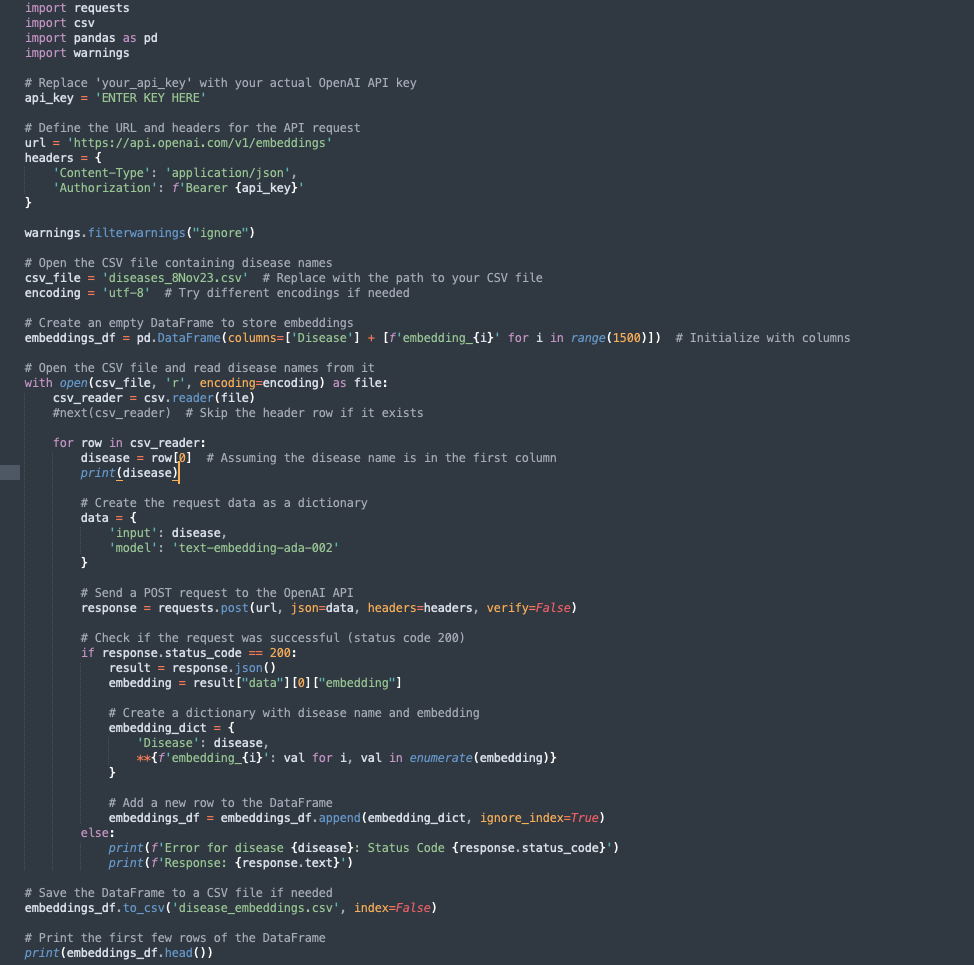 import requests
import csv
import pandas as pd
import warnings

# Replace 'your_api_key' with your actual OpenAI API key
api_key = 'ENTER KEY HERE'

# Define the URL and headers for the API request
url = 'https://api.openai.com/v1/embeddings'
headers = {
    'Content-Type': 'application/json',
    'Authorization': f'Bearer {api_key}'
}

warnings.filterwarnings("ignore")

# Open the CSV file containing disease names
csv_file = 'diseases_8Nov23.csv'  # Replace with the path to your CSV file
encoding = 'utf-8'  # Try different encodings if needed

# Create an empty DataFrame to store embeddings
embeddings_df = pd.DataFrame(columns=['Disease'] + [f'embedding_{i}' for i in range(1500)])  # Initialize with columns

# Open the CSV file and read disease names from it
with open(csv_file, 'r', encoding=encoding) as file:
    csv_reader = csv.reader(file)
    #next(csv_reader)  # Skip the header row if it exists

    for row in csv_reader:
        disease = row[0]  # Assuming the disease name is in the first column
        print(disease)

        # Create the request data as a dictionary
        data = {
            'input': disease,
            'model': 'text-embedding-ada-002'
        }

        # Send a POST request to the OpenAI API
        response = requests.post(url, json=data, headers=headers, verify=False)

        # Check if the request was successful (status code 200)
        if response.status_code == 200:
            result = response.json()
            embedding = result["data"][0]["embedding"]

            # Create a dictionary with disease name and embedding
            embedding_dict = {
                'Disease': disease,
                **{f'embedding_{i}': val for i, val in enumerate(embedding)}
            }

            # Add a new row to the DataFrame
            embeddings_df = embeddings_df.append(embedding_dict, ignore_index=True)
        else:
            print(f'Error for disease {disease}: Status Code {response.status_code}')
            print(f'Response: {response.text}')

# Save the DataFrame to a CSV file if needed
embeddings_df.to_csv('disease_embeddings.csv', index=False)

# Print the first few rows of the DataFrame
print(embeddings_df.head())